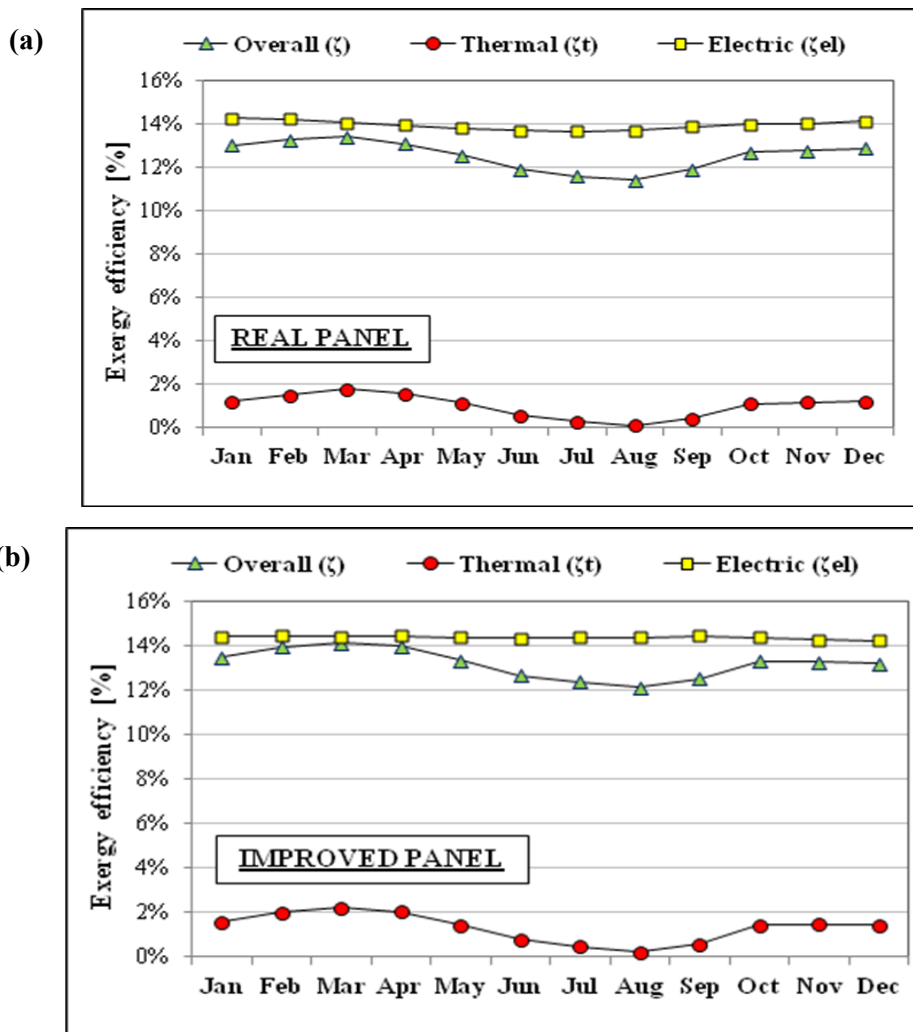 (a)
Overall (ζ) Thermal (ζt) Electric (ζel)
16%
14%
12%
10%
8%
6%
4%
2%
0%
Exergy efficiency [%]
REAL PANEL
Jan Feb Mar Apr May Jun Jul Aug Sep Oct Nov Dec
(b)
Overall (ζ) Thermal (ζt) Electric (ζel)
16%
14%
12%
10%
8%
6%
4%
2%
0%
Exergy efficiency [%]
IMPROVED PANEL
Jan Feb Mar Apr May Jun Jul Aug Sep Oct Nov Dec